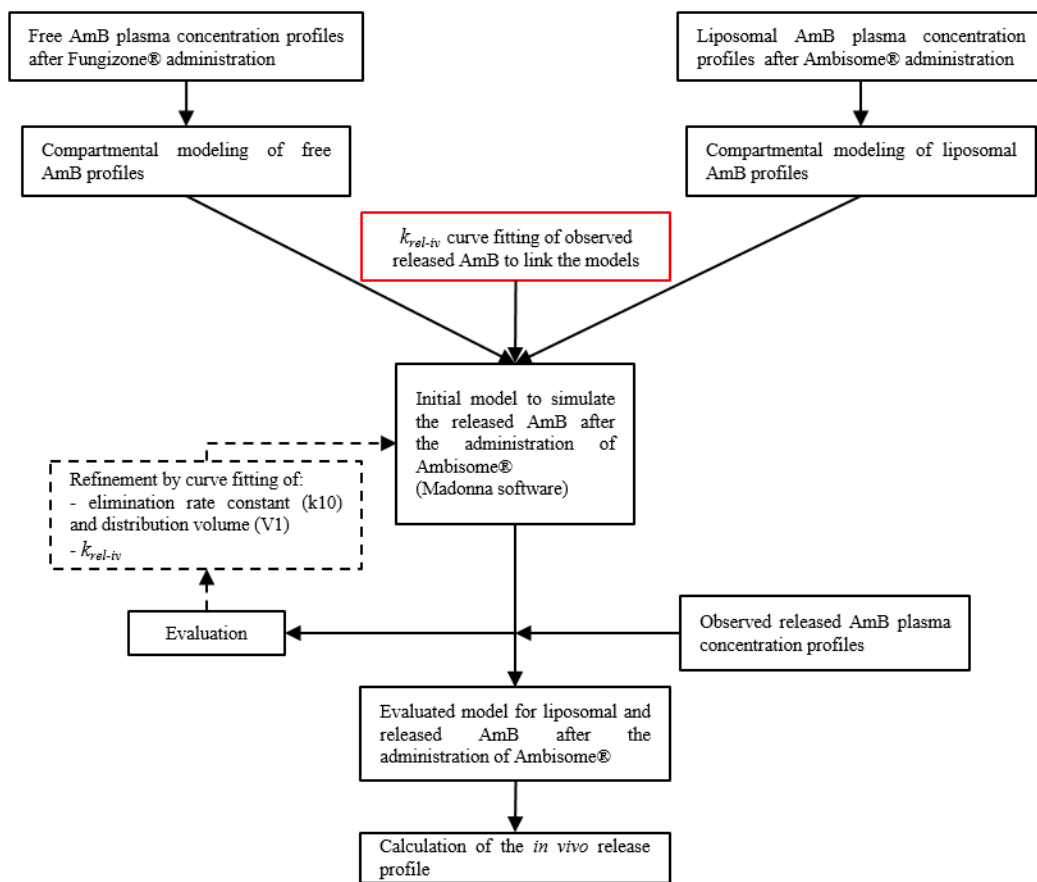 Free AmB plasma concentration profiles
after Fungizone® administration
Liposomal AmB plasma concentration
profiles after Ambisome® administration
Compartmental modeling of free
AmB profiles
Compartmental modeling of liposomal
AmB profiles
krel-iv curve fitting of observed
released AmB to link the models
Initial model to simulate
the released AmB after
the administration of
Ambisome®
(Madonna software)
Refinement by curve fitting of:
- elimination rate constant (k10)
and distribution volume (V1)
- krel-iv
Evaluation
Observed released AmB plasma
concentration profiles
Evaluated model for liposomal and
released AmB after the
administration of Ambisome®
Calculation of the in vivo release
profile